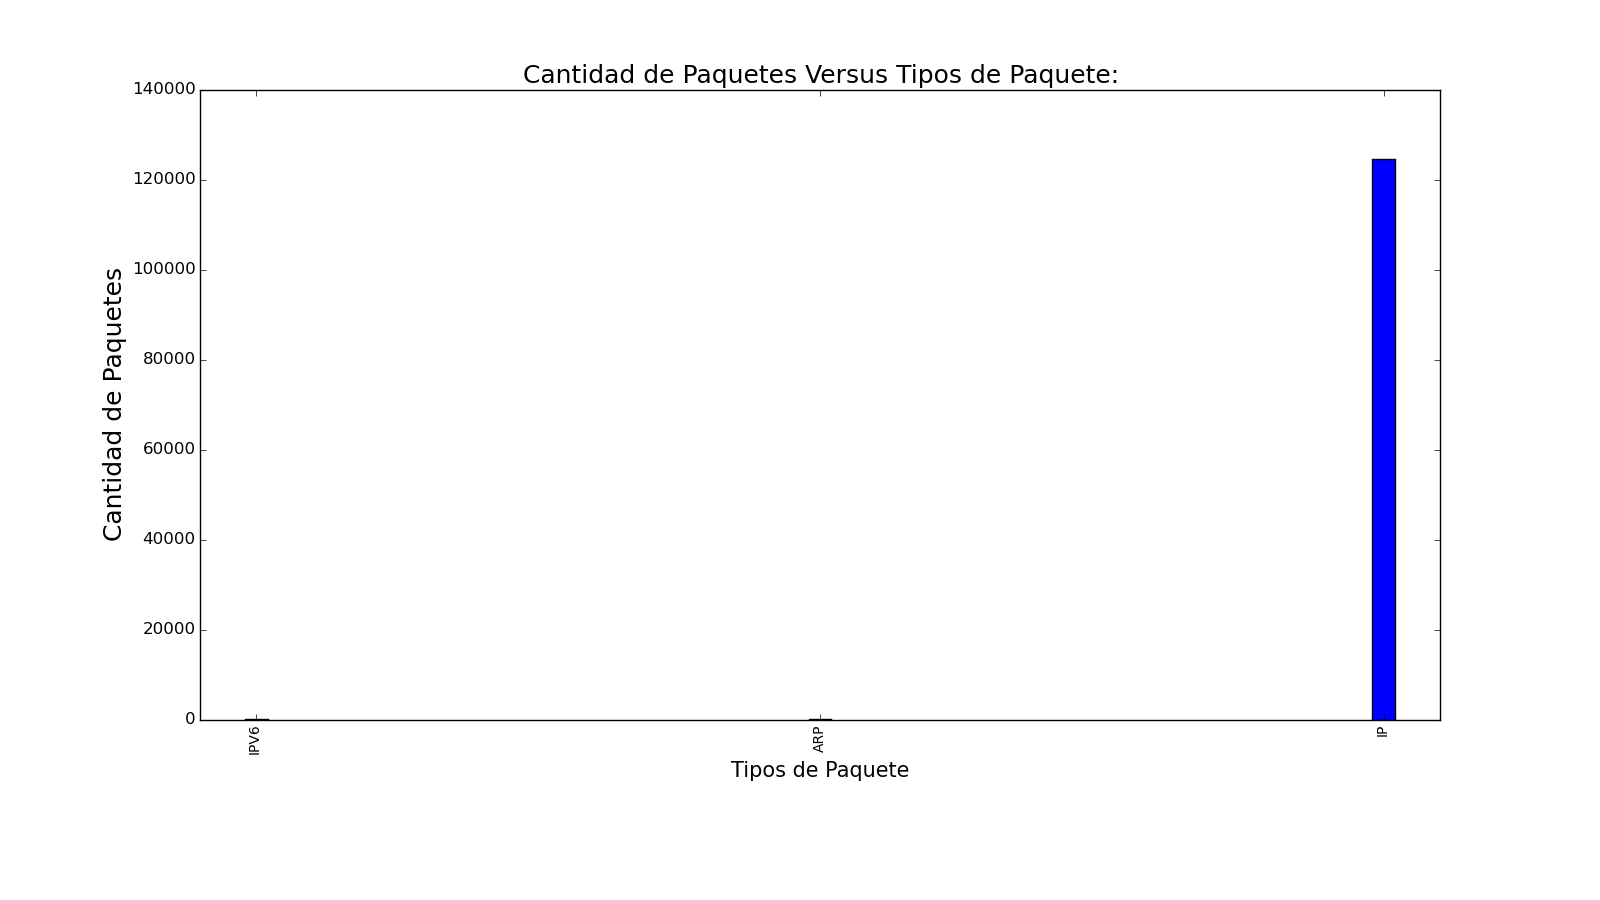 Cantidad de Paquetes Versus Tipos de Paquete:
140000
120000
100000
80000
60000
40000
20000
0
Cantidad de Paquetes
IPV6
ARP
IP
Tipos de Paquete